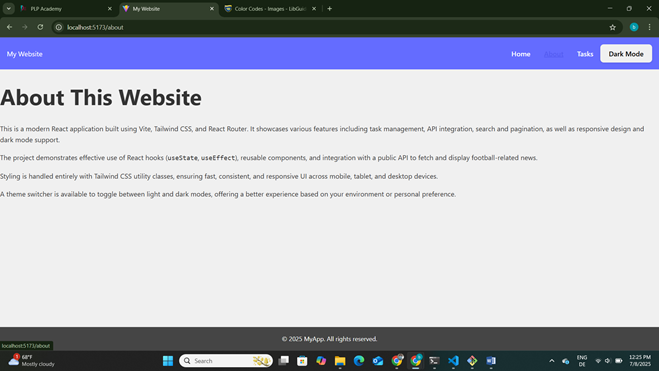 PLP Academy
My Website
Color Codes - Images - LibGuid
localhost:5173/about
My Website
Home
About
Tasks
Dark Mode
About This Website
This is a modern React application built using Vite, Tailwind CSS, and React Router. It showcases various features including task management, API integration, search and pagination, as well as responsive design and
dark mode support.
The project demonstrates effective use of React hooks (useState, useEffect), reusable components, and integration with a public API to fetch and display football-related news.
Styling is handled entirely with Tailwind CSS utility classes, ensuring fast, consistent, and responsive UI across mobile, tablet, and desktop devices.
A theme switcher is available to toggle between light and dark modes, offering a better experience based on your environment or personal preference.
© 2025 MyApp. All rights reserved.
localhost:5173/about
1
68°F
Mostly cloudy
Search
ENG
DE
12:25 PM
7/8/2025